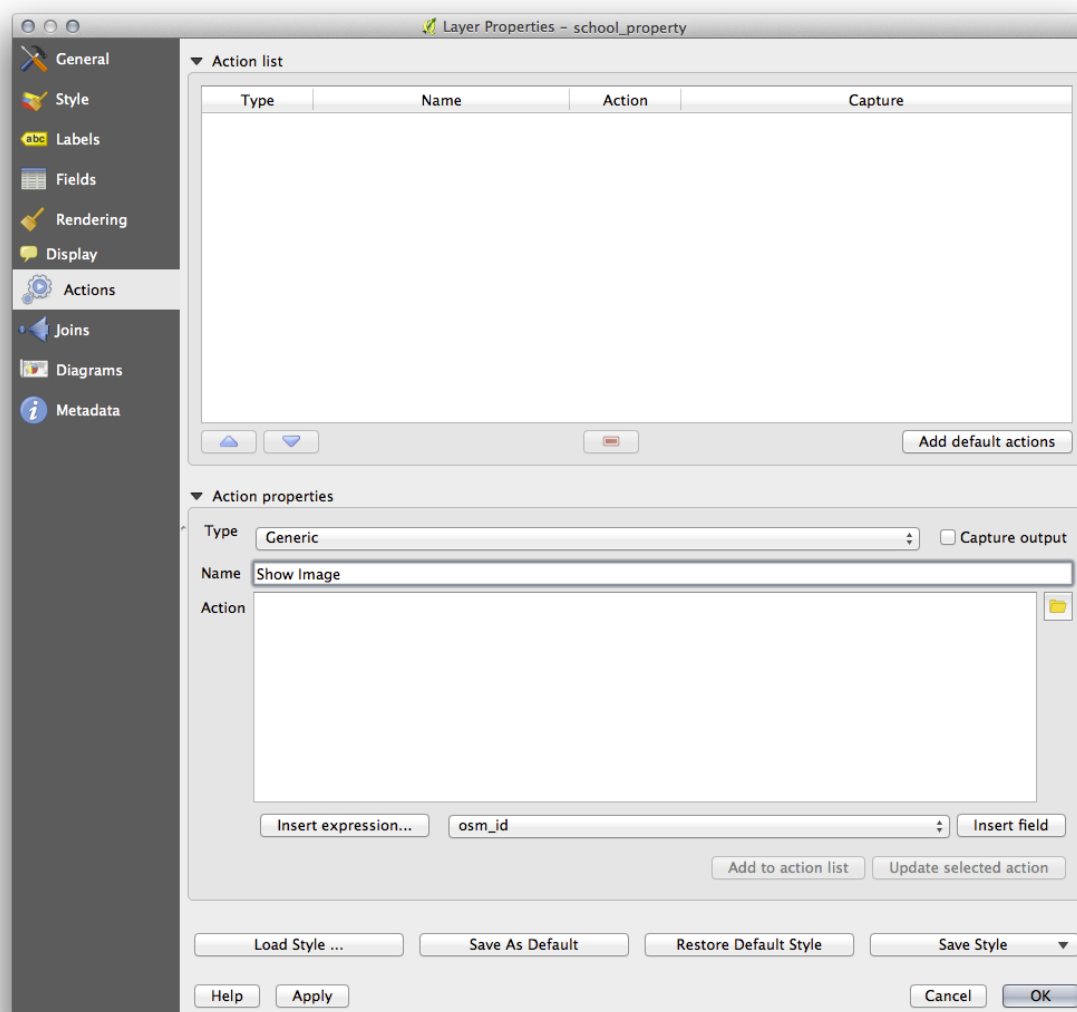 Layer Properties - school_property
General
Style
abc Labels
Fields
Rendering
Display
Actions
Joins
Diagrams
i Metadata
Action list
Type Name Action Capture
Add default actions
Action properties
Type Generic Capture output
Name Show Image
Action
Insert expression... osm_id Insert field
Add to action list Update selected action
Load Style ... Save As Default Restore Default Style Save Style
Help Apply Cancel OK